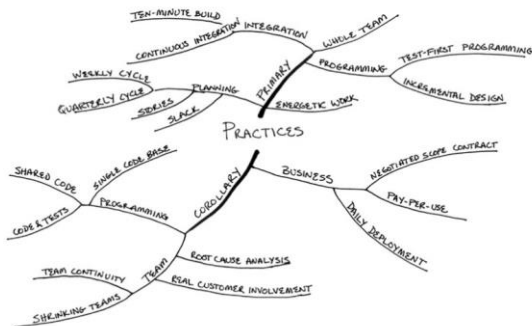 TEN-MINUTE BUILD
CONTINUOUS INTEGRATION
INTEGRATION
WHOLE TEAM
PROGRAMMING
TEST-FIRST PROGRAMMING
INCREMENTAL DESIGN
WEEKLY CYCLE
QUARTERLY CYCLE
PLANNING
STORIES
SLACK
PRIMARY
ENERGETIC WORK
PRACTICES
SHARED CODE
SINGLE CODE BASE
CODE & TESTS
PROGRAMMING
COROLLARY
BUSINESS
NEGOTIATED SCOPE CONTRACT
PAY-PER-USE
DAILY DEPLOYMENT
TEAM
ROOT CAUSE ANALYSIS
TEAM CONTINUITY
SHRINKING TEAMS
REAL CUSTOMER INVOLVEMENT